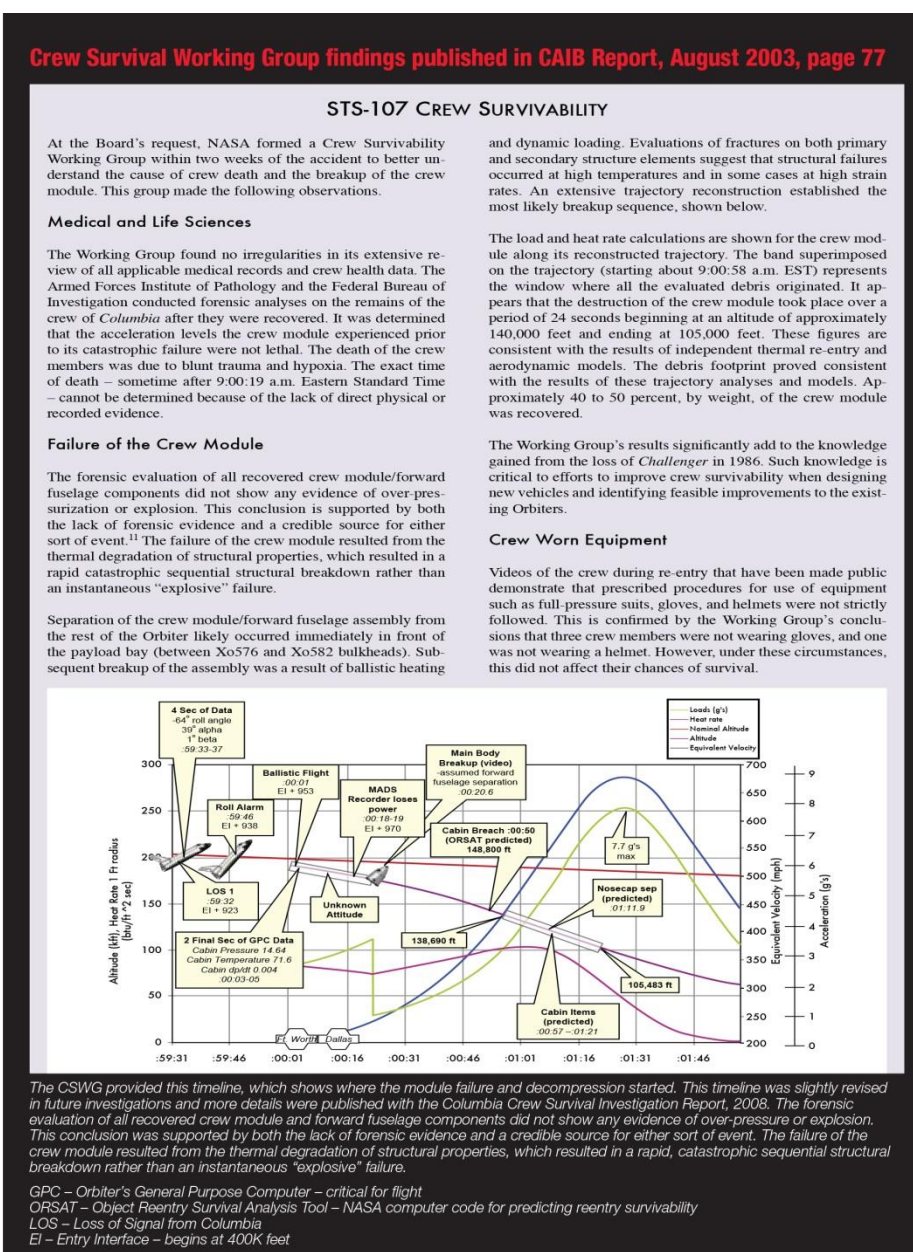 Crew Survival Working Group findings published in CAIB Report, August 2003, page 77
STS-107 CREW SURVIVABILITY
At the Board's request, NASA formed a Crew Survivability
Working Group within two weeks of the accident to better un-
derstand the cause of crew death and the breakup of the crew
module. This group made the following observations.
Medical and Life Sciences
The Working Group found no irregularities in its extensive re-
view of all applicable medical records and crew health data. The
Armed Forces Institute of Pathology and the Federal Bureau of
Investigation conducted forensic analyses on the remains of the
crew of Columbia after they were recovered. It was determined
that the acceleration levels the crew module experienced prior
to its catastrophic failure were not lethal. The death of the crew
members was due to blunt trauma and hypoxia. The exact time
of death – sometime after 9:00:19 a.m. Eastern Standard Time
– cannot be determined because of the lack of direct physical or
recorded evidence.
Failure of the Crew Module
The forensic evaluation of all recovered crew module/forward
fuselage components did not show any evidence of over-pres-
surization or explosion. This conclusion is supported by both
the lack of forensic evidence and a credible source for either
sort of event.11 The failure of the crew module resulted from the
thermal degradation of structural properties, which resulted in a
rapid catastrophic sequential structural breakdown rather than
an instantaneous “explosive” failure.
Separation of the crew module/forward fuselage assembly from
the rest of the Orbiter likely occurred immediately in front of
the payload bay (between Xo576 and Xo582 bulkheads). Sub-
sequent breakup of the assembly was a result of ballistic heating
and dynamic loading. Evaluations of fractures on both primary
and secondary structure elements suggest that structural failures
occurred at high temperatures and in some cases at high strain
rates. An extensive trajectory reconstruction established the
most likely breakup sequence, shown below.
The load and heat rate calculations are shown for the crew mod-
ule along its reconstructed trajectory. The band superimposed
on the trajectory (starting about 9:00:58 a.m. EST) represents
the window where all the evaluated debris originated. It ap-
pears that the destruction of the crew module took place over a
period of 24 seconds beginning at an altitude of approximately
140,000 feet and ending at 105,000 feet. These figures are
consistent with the results of independent thermal re-entry and
aerodynamic models. The debris footprint proved consistent
with the results of these trajectory analyses and models. Ap-
proximately 40 to 50 percent, by weight, of the crew module
was recovered.
The Working Group's results significantly add to the knowledge
gained from the loss of Challenger in 1986. Such knowledge is
critical to efforts to improve crew survivability when designing
new vehicles and identifying feasible improvements to the exist-
ing Orbiters.
Crew Worn Equipment
Videos of the crew during re-entry that have been made public
demonstrate that prescribed procedures for use of equipment
such as full-pressure suits, gloves, and helmets were not strictly
followed. This is confirmed by the Working Group's conclu-
sions that three crew members were not wearing gloves, and one
was not wearing a helmet. However, under these circumstances,
this did not affect their chances of survival.
4 Sec of Data
-64° roll angle
39° alpha
1° beta
:59:33-37
Roll Alarm
:59:46
EI + 938
LOS 1
:59:32
EI + 923
Ballistic Flight
:00:01
EI + 953
MADS
Recorder loses
power
:00:18-19
EI + 970
Main Body
Breakup (video)
-assumed forward
fuselage separation
:00:20.6
Unknown
Attitude
2 Final Sec of GPC Data
Cabin Pressure 14.64
Cabin Temperature 71.6
Cabin dp/dt 0.004
:00:03-05
Cabin Breach :00:50
(ORSAT predicted)
148,800 ft
138,690 ft
7.7 g's
max
Nosecap sep
(predicted)
:01:11.9
105,483 ft
Cabin Items
(predicted)
:00:57 –:01:21
Loads (g's)
Heat rate
Nominal Altitude
Altitude
Equivalent Velocity
Altitude (kft), Heat Rate 1 Fr radius
(btu/ft ^2 sec)
300
250
200
150
100
50
0
Ft. Worth
Dallas
:59:31
:59:46
:00:01
:00:16
:00:31
:00:46
:01:01
:01:16
:01:31
:01:46
700
650
600
550
500
450
400
350
300
250
200
Equivalent Velocity (mph)
9
8
7
6
5
4
3
2
1
0
Acceleration (g's)
The CSWG provided this timeline, which shows where the module failure and decompression started. This timeline was slightly revised
in future investigations and more details were published with the Columbia Crew Survival Investigation Report, 2008. The forensic
evaluation of all recovered crew module and forward fuselage components did not show any evidence of over-pressure or explosion.
This conclusion was supported by both the lack of forensic evidence and a credible source for either sort of event. The failure of the
crew module resulted from the thermal degradation of structural properties, which resulted in a rapid, catastrophic sequential structural
breakdown rather than an instantaneous “explosive” failure.
GPC – Orbiter's General Purpose Computer – critical for flight
ORSAT – Object Reentry Survival Analysis Tool – NASA computer code for predicting reentry survivability
LOS – Loss of Signal from Columbia
EI – Entry Interface – begins at 400K feet